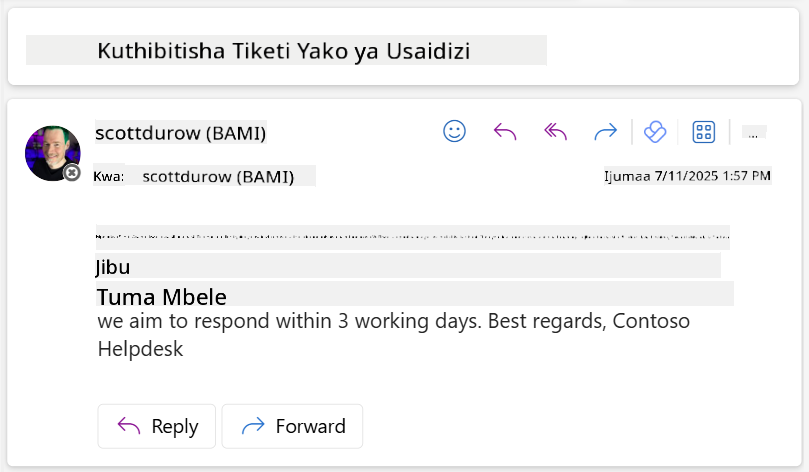 Kuthibitisha Tiketi Yako ya Usaidizi
scottdurow (BAMI)
...
Kwa: scottdurow (BAMI)
Ijumaa 7/11/2025 1:57 PM
Jibu
Tuma Mbele
we aim to respond within 3 working days. Best regards, Contoso
Helpdesk
Reply
Forward